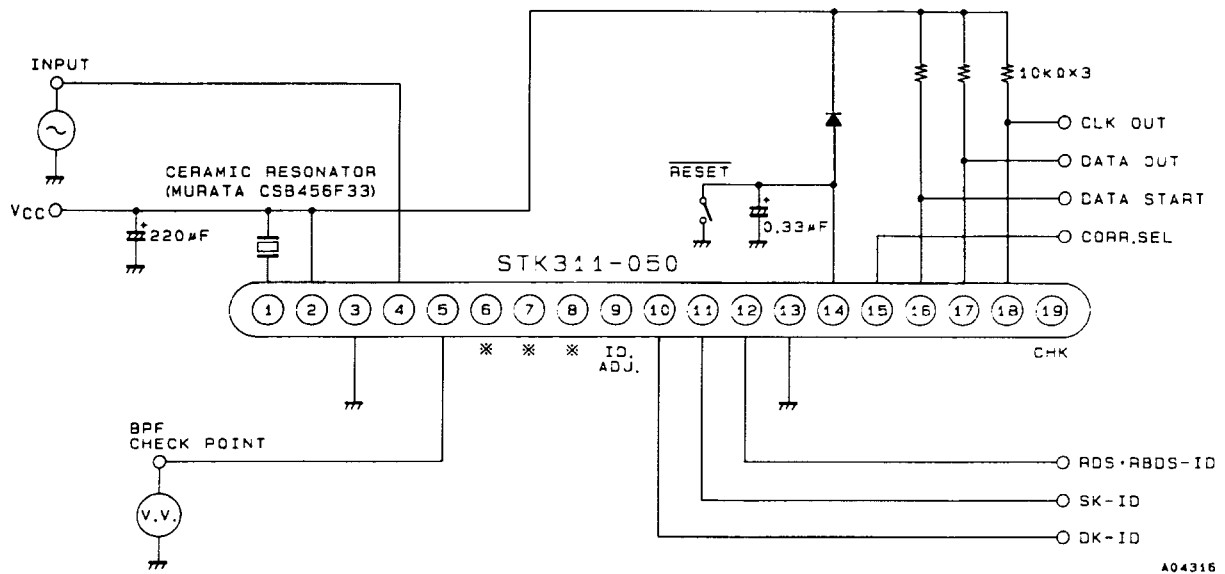 INPUT
10kΩ×3
CLK OUT
CERAMIC RESONATOR
(MURATA CSB456F33)
RESET
DATA OUT
VCC
DATA START
+
220μF
+
0.33μF
CORR.SEL
STK311-050
1 2 3 4 5 6 7 8 9 10 11 12 13 14 15 16 17 18 19
※ ※ ※ ID.
ADJ.
CHK
BPF
CHECK POINT
RDS·RBDS-ID
V.V.
SK-ID
DK-ID
A04316